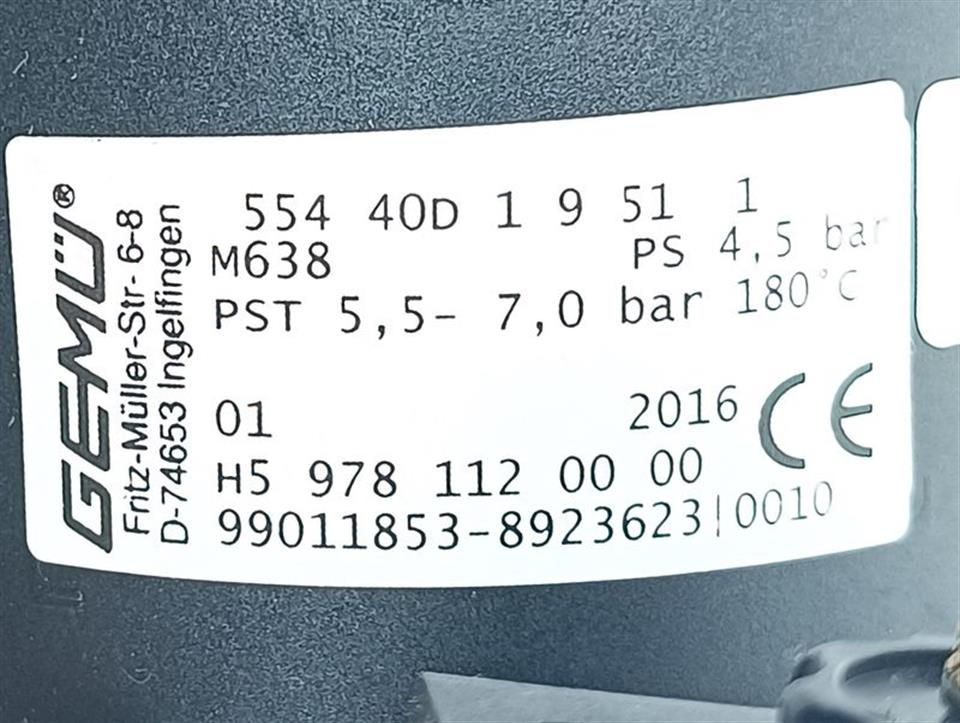 GEMÜ®
Fritz-Müller-Str- 6-8
D-74653 Ingelfingen
554 40D 1 9 51 1
M638 PS 4,5 bar
PST 5,5- 7,0 bar 180°C
01 2016 CE
H5 978 112 00 00
99011853-8923623|0010